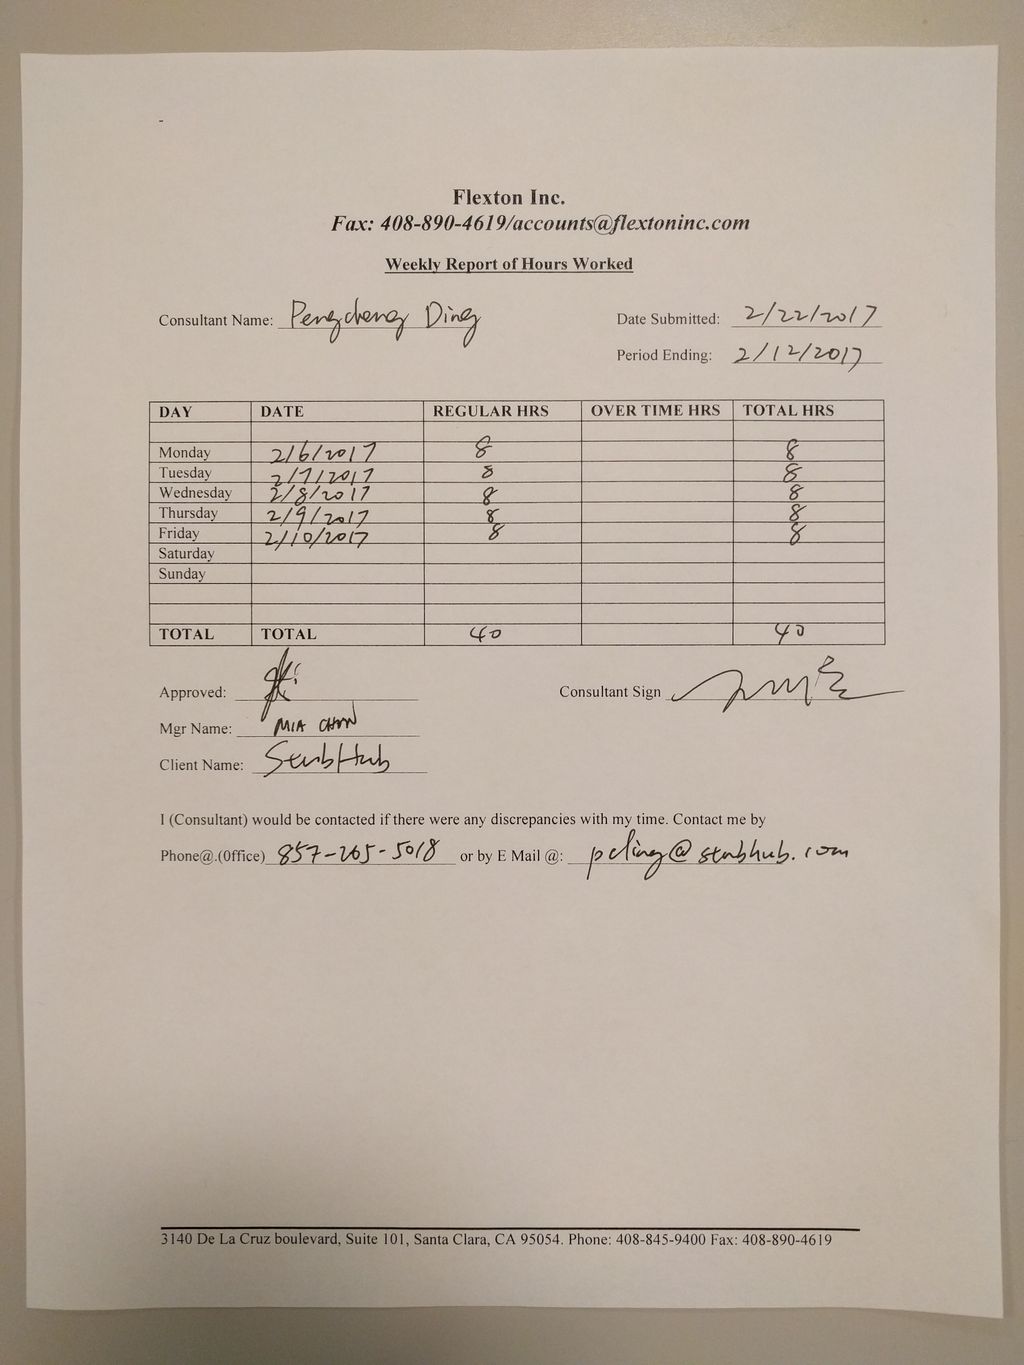 Flexton Inc.
Fax: 408-890-4619/accounts@flextoninc.com
Weekly Report of Hours Worked
Consultant Name: Pengcheng Ding Date Submitted: 2/22/2017
Period Ending: 2/12/2017
DAY DATE REGULAR HRS OVER TIME HRS TOTAL HRS
Monday 2/6/2017 8 8
Tuesday 2/7/2017 8 8
Wednesday 2/8/2017 8 8
Thursday 2/9/2017 8 8
Friday 2/10/2017 8 8
Saturday
Sunday
TOTAL TOTAL 40 40
Approved: Consultant Sign
Mgr Name: MIA
Client Name: StubHub
I (Consultant) would be contacted if there were any discrepancies with my time. Contact me by
Phone@.(Office) 857-265-5018 or by E Mail @: pding@stubhub.com
3140 De La Cruz boulevard, Suite 101, Santa Clara, CA 95054. Phone: 408-845-9400 Fax: 408-890-4619